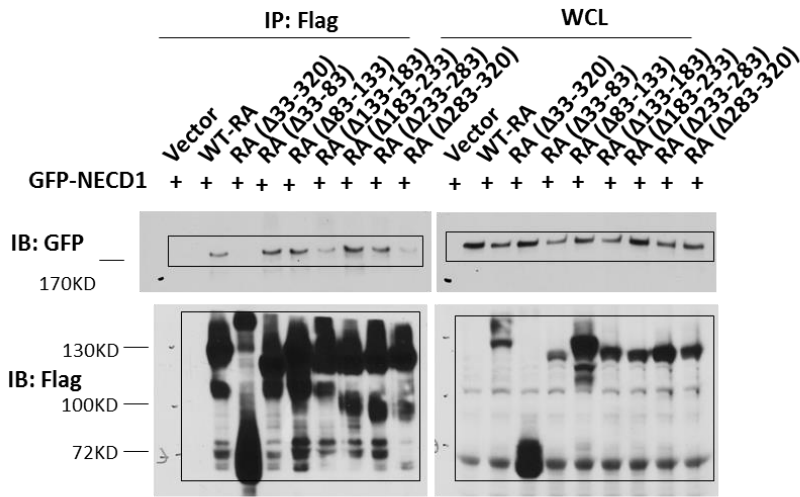 IP: Flag
WCL
Vector
WT-RA
RA (Δ33-320)
RA (Δ33-83)
RA (Δ83-133)
RA (Δ133-183)
RA (Δ183-233)
RA (Δ233-283)
RA (Δ283-320)
Vector
WT-RA
RA (Δ33-320)
RA (Δ33-83)
RA (Δ83-133)
RA (Δ133-183)
RA (Δ183-233)
RA (Δ233-283)
RA (Δ283-320)
GFP-NECD1 + + + + + + + + + + + + + + + + + +
IB: GFP
170KD
130KD
IB: Flag
100KD
72KD